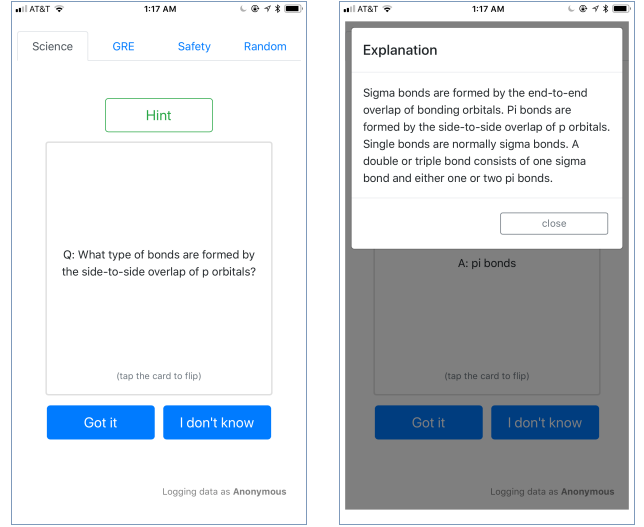 AT&T 1:17 AM
Science GRE Safety Random
Hint
Q: What type of bonds are formed by
the side-to-side overlap of p orbitals?
(tap the card to flip)
Got it I don't know
Logging data as Anonymous
AT&T 1:17 AM
Explanation
Sigma bonds are formed by the end-to-end
overlap of bonding orbitals. Pi bonds are
formed by the side-to-side overlap of p orbitals.
Single bonds are normally sigma bonds. A
double or triple bond consists of one sigma
bond and either one or two pi bonds.
close
A: pi bonds
(tap the card to flip)
Got it I don't know
Logging data as Anonymous